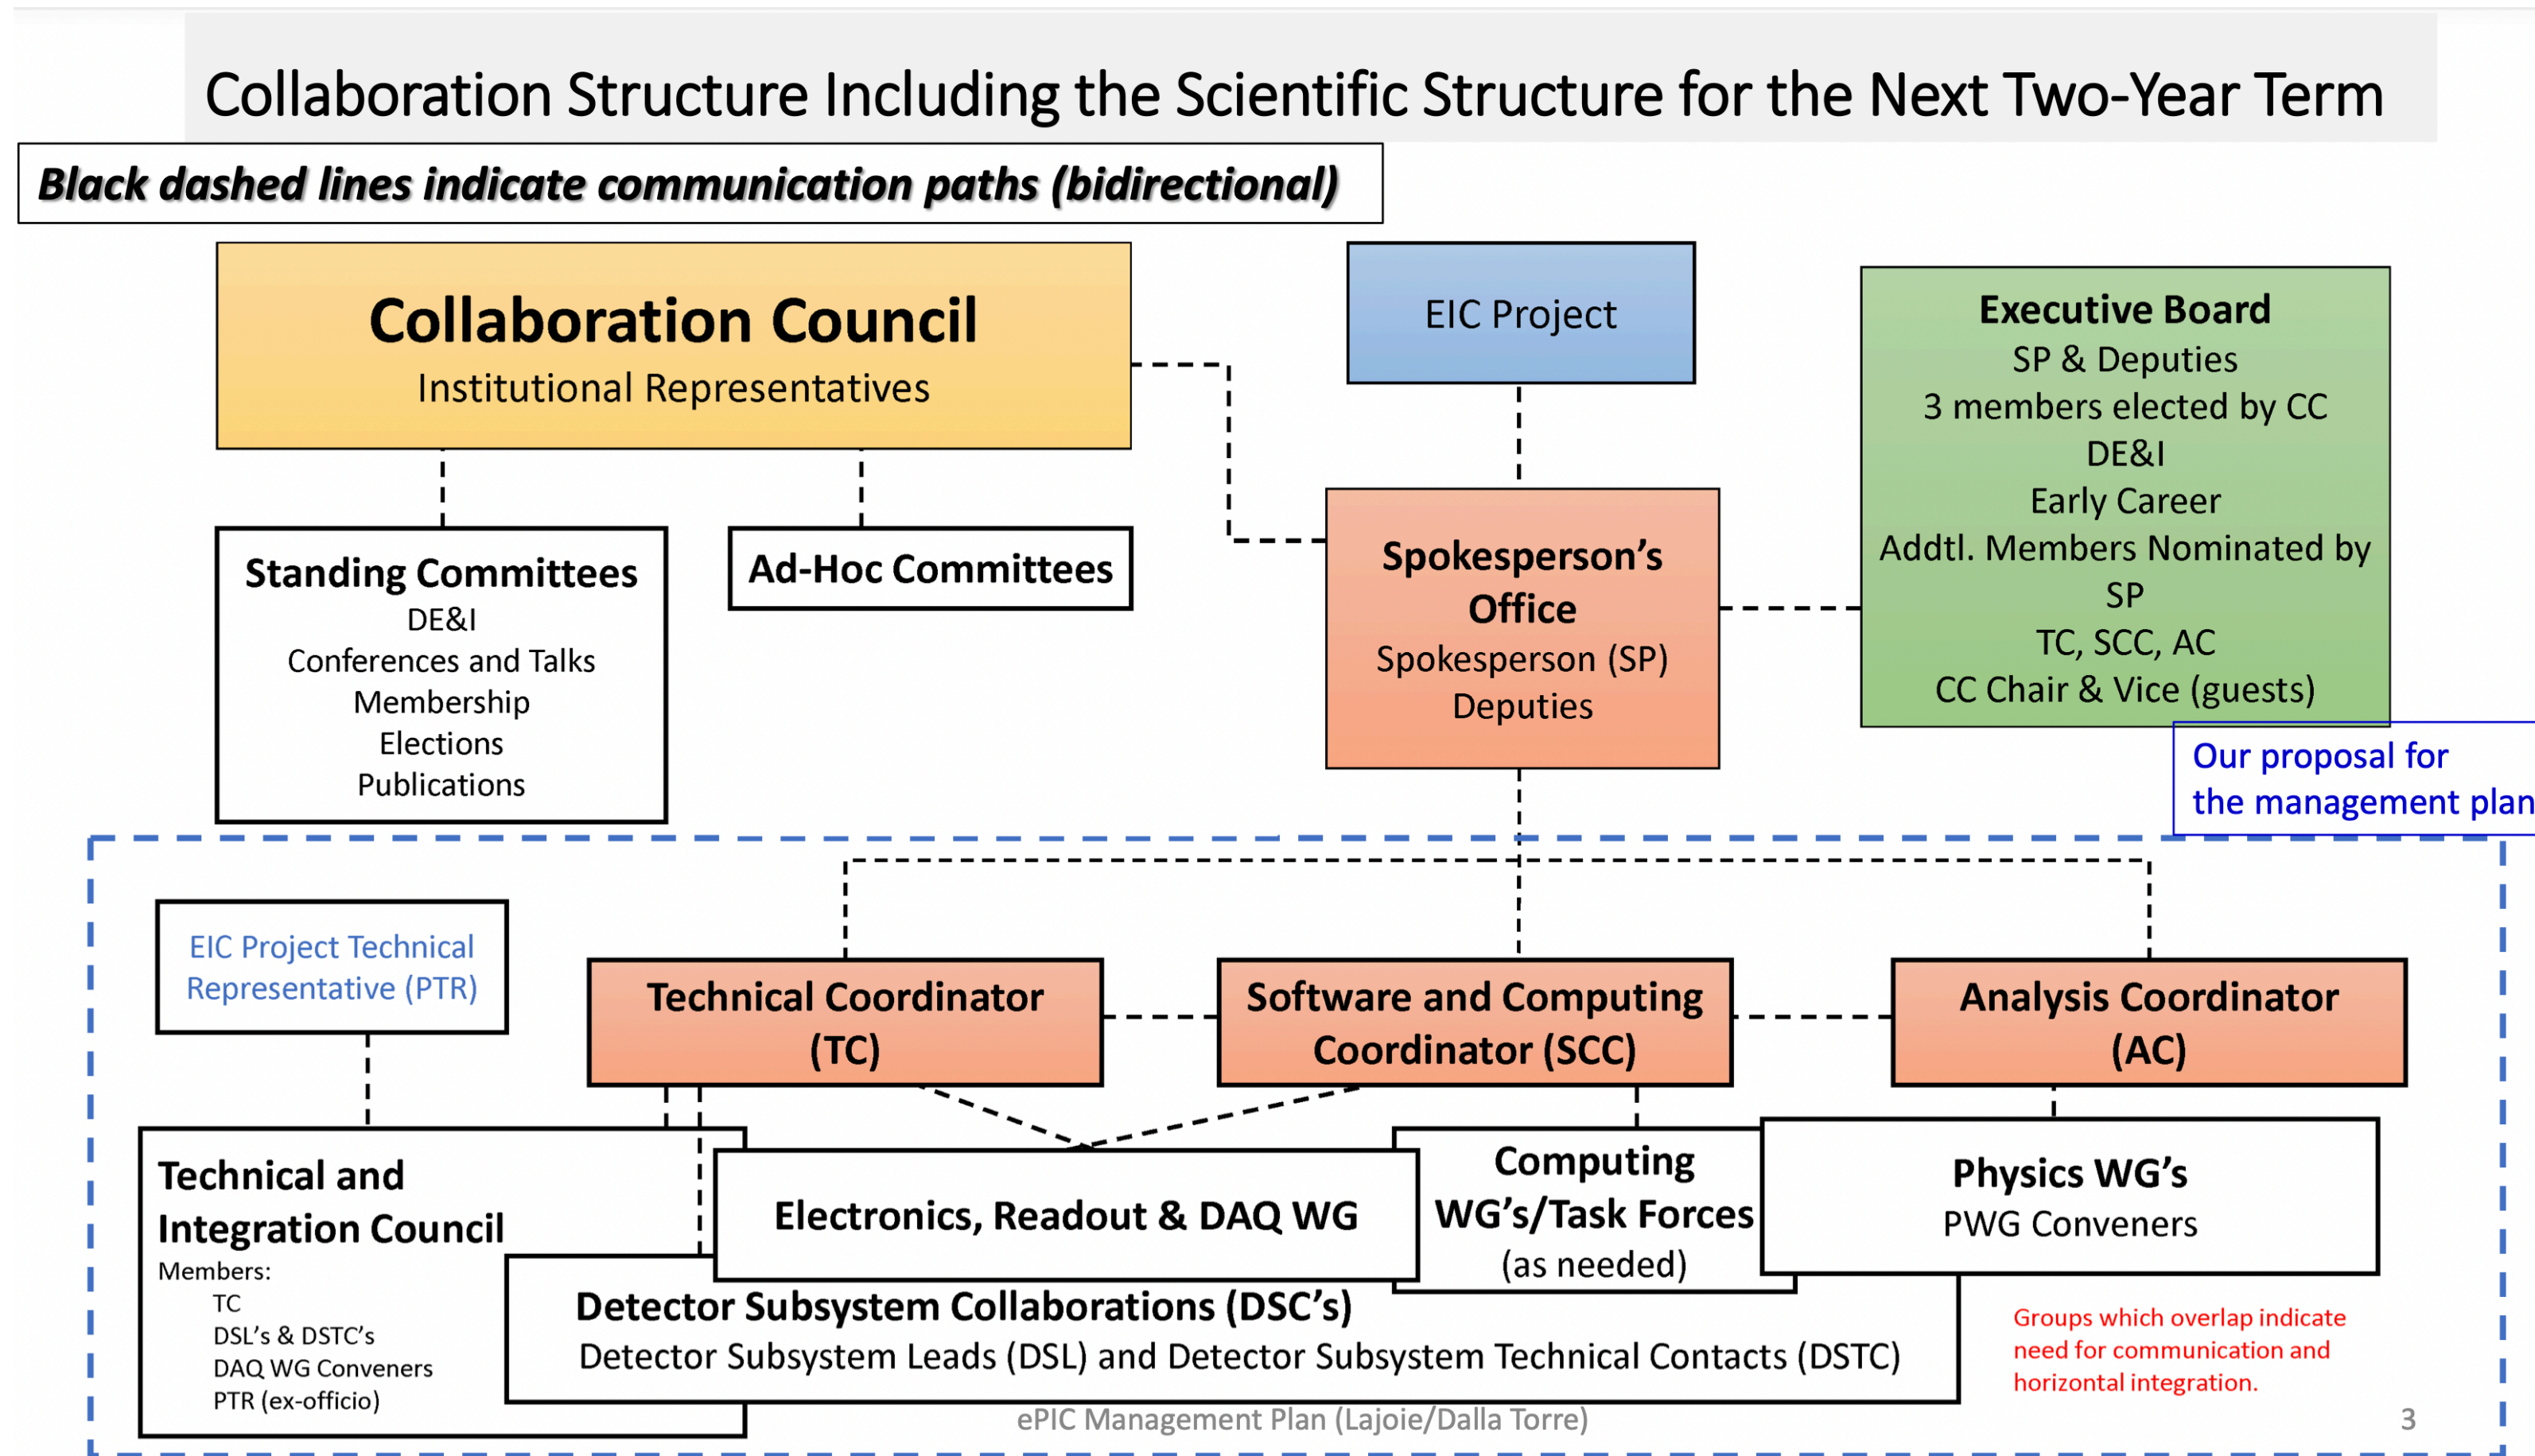 Collaboration Structure Including the Scientific Structure for the Next Two-Year Term
Black dashed lines indicate communication paths (bidirectional)
Collaboration Council
Institutional Representatives
EIC Project
Executive Board
SP & Deputies
3 members elected by CC
DE&I
Early Career
Addtl. Members Nominated by
SP
TC, SCC, AC
CC Chair & Vice (guests)
Standing Committees
DE&I
Conferences and Talks
Membership
Elections
Publications
Ad-Hoc Committees
Spokesperson’s
Office
Spokesperson (SP)
Deputies
Our proposal for
the management plan
EIC Project Technical
Representative (PTR)
Technical Coordinator
(TC)
Software and Computing
Coordinator (SCC)
Analysis Coordinator
(AC)
Technical and
Integration Council
Members:
TC
DSL’s & DSTC’s
DAQ WG Conveners
PTR (ex-officio)
Electronics, Readout & DAQ WG
Computing
WG’s/Task Forces
(as needed)
Physics WG’s
PWG Conveners
Detector Subsystem Collaborations (DSC’s)
Detector Subsystem Leads (DSL) and Detector Subsystem Technical Contacts (DSTC)
Groups which overlap indicate
need for communication and
horizontal integration.
ePIC Management Plan (Lajoie/Dalla Torre)
3